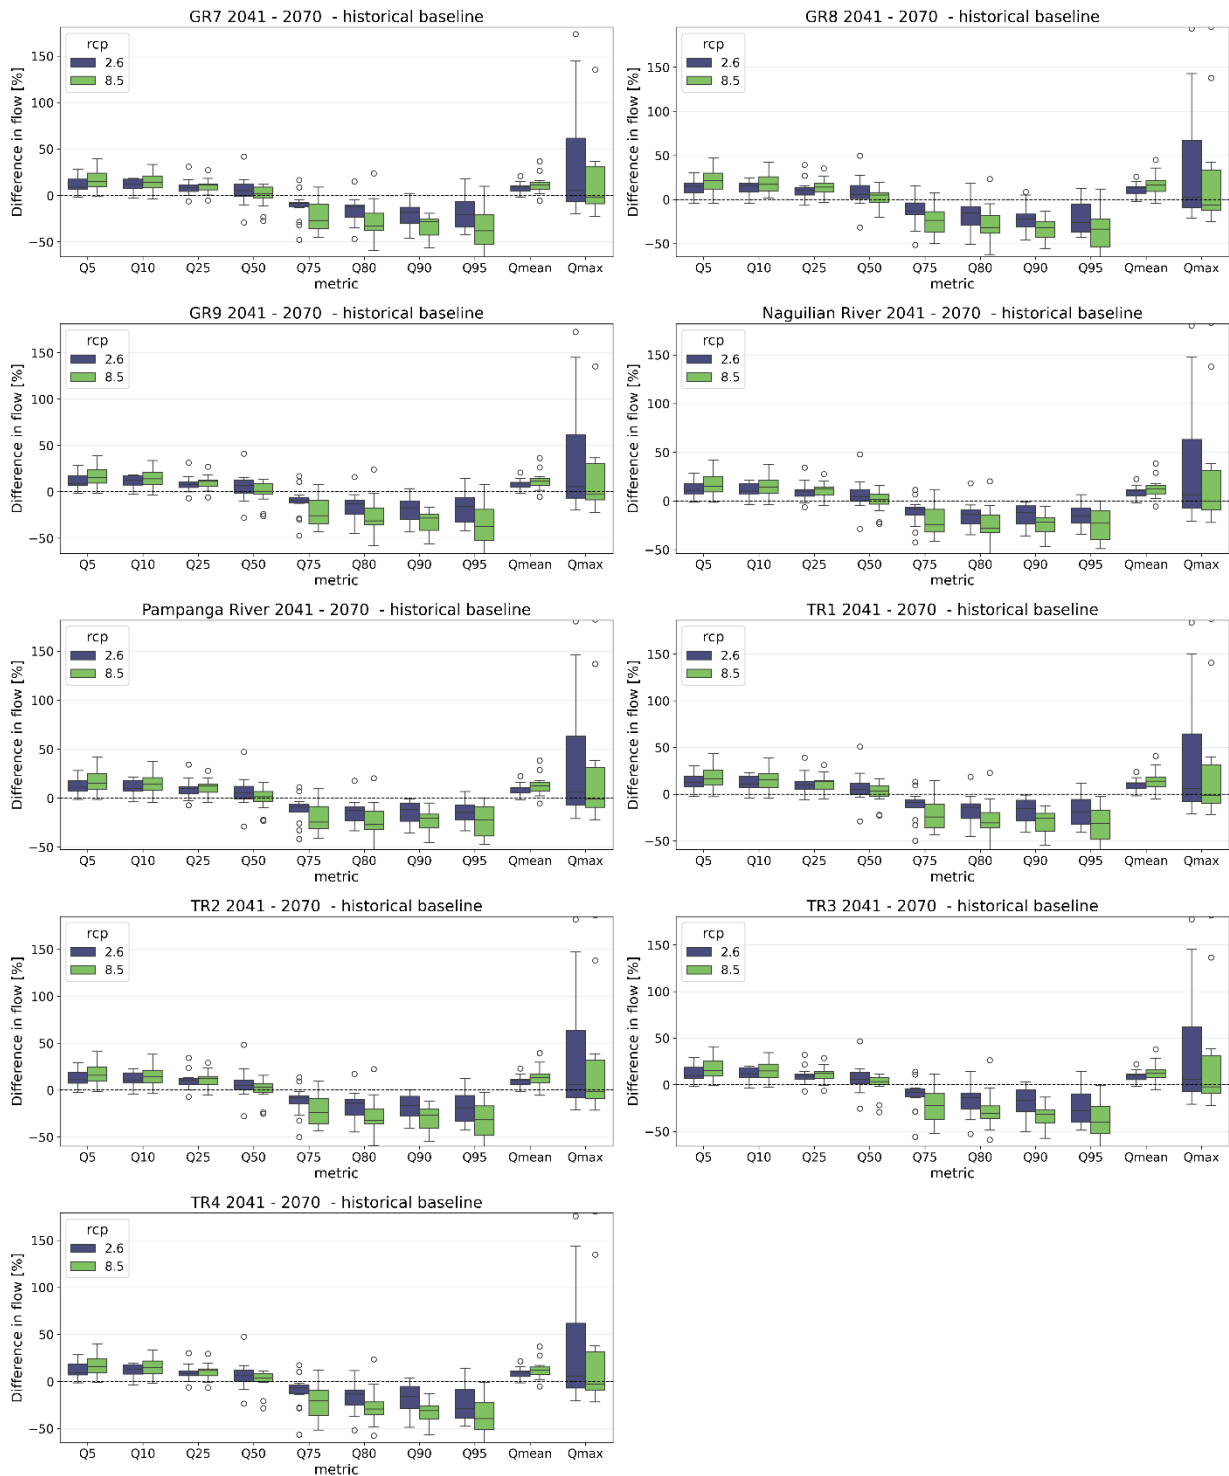 GR7 2041 - 2070 - historical baseline
Difference in flow [%]
150
100
50
0
−50
rcp
2.6
8.5
Q5 Q10 Q25 Q50 Q75 Q80 Q90 Q95 Qmean Qmax
metric
GR8 2041 - 2070 - historical baseline
Difference in flow [%]
150
100
50
0
−50
rcp
2.6
8.5
Q5 Q10 Q25 Q50 Q75 Q80 Q90 Q95 Qmean Qmax
metric
GR9 2041 - 2070 - historical baseline
Difference in flow [%]
150
100
50
0
−50
rcp
2.6
8.5
Q5 Q10 Q25 Q50 Q75 Q80 Q90 Q95 Qmean Qmax
metric
Naguilian River 2041 - 2070 - historical baseline
Difference in flow [%]
150
100
50
0
−50
rcp
2.6
8.5
Q5 Q10 Q25 Q50 Q75 Q80 Q90 Q95 Qmean Qmax
metric
Pampanga River 2041 - 2070 - historical baseline
Difference in flow [%]
150
100
50
0
−50
rcp
2.6
8.5
Q5 Q10 Q25 Q50 Q75 Q80 Q90 Q95 Qmean Qmax
metric
TR1 2041 - 2070 - historical baseline
Difference in flow [%]
150
100
50
0
−50
rcp
2.6
8.5
Q5 Q10 Q25 Q50 Q75 Q80 Q90 Q95 Qmean Qmax
metric
TR2 2041 - 2070 - historical baseline
Difference in flow [%]
150
100
50
0
−50
rcp
2.6
8.5
Q5 Q10 Q25 Q50 Q75 Q80 Q90 Q95 Qmean Qmax
metric
TR3 2041 - 2070 - historical baseline
Difference in flow [%]
150
100
50
0
−50
rcp
2.6
8.5
Q5 Q10 Q25 Q50 Q75 Q80 Q90 Q95 Qmean Qmax
metric
TR4 2041 - 2070 - historical baseline
Difference in flow [%]
150
100
50
0
−50
rcp
2.6
8.5
Q5 Q10 Q25 Q50 Q75 Q80 Q90 Q95 Qmean Qmax
metric